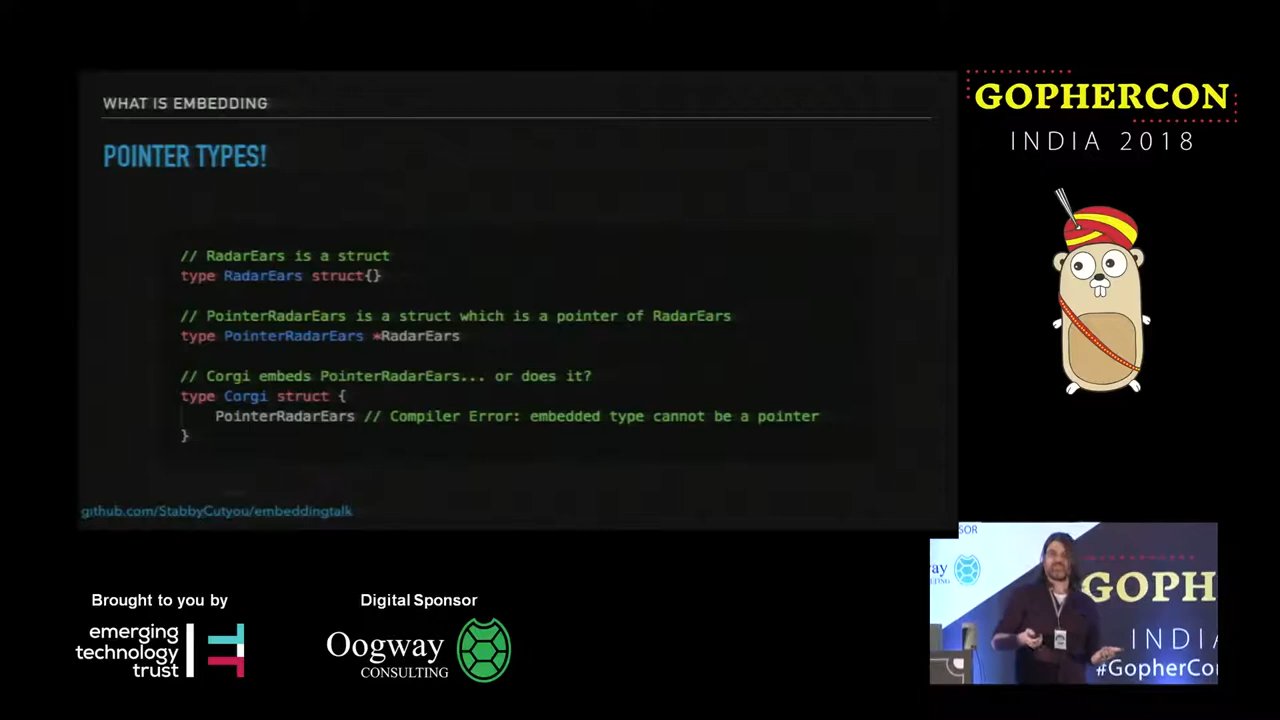 WHAT IS EMBEDDING
POINTER TYPES!
// RadarEars is a struct
type RadarEars struct{}
// PointerRadarEars is a struct which is a pointer of RadarEars
type PointerRadarEars *RadarEars
// Corgi embeds PointerRadarEars... or does it?
type Corgi struct {
PointerRadarEars // Compiler Error: embedded type cannot be a pointer
}
github.com/StabbyCutyou/embeddingtalk
GOPHERCON
INDIA 2018
Brought to you by
emerging
technology
trust
Digital Sponsor
Oogway
CONSULTING
SOR
way
GOPH
INDIA
#GopherCo